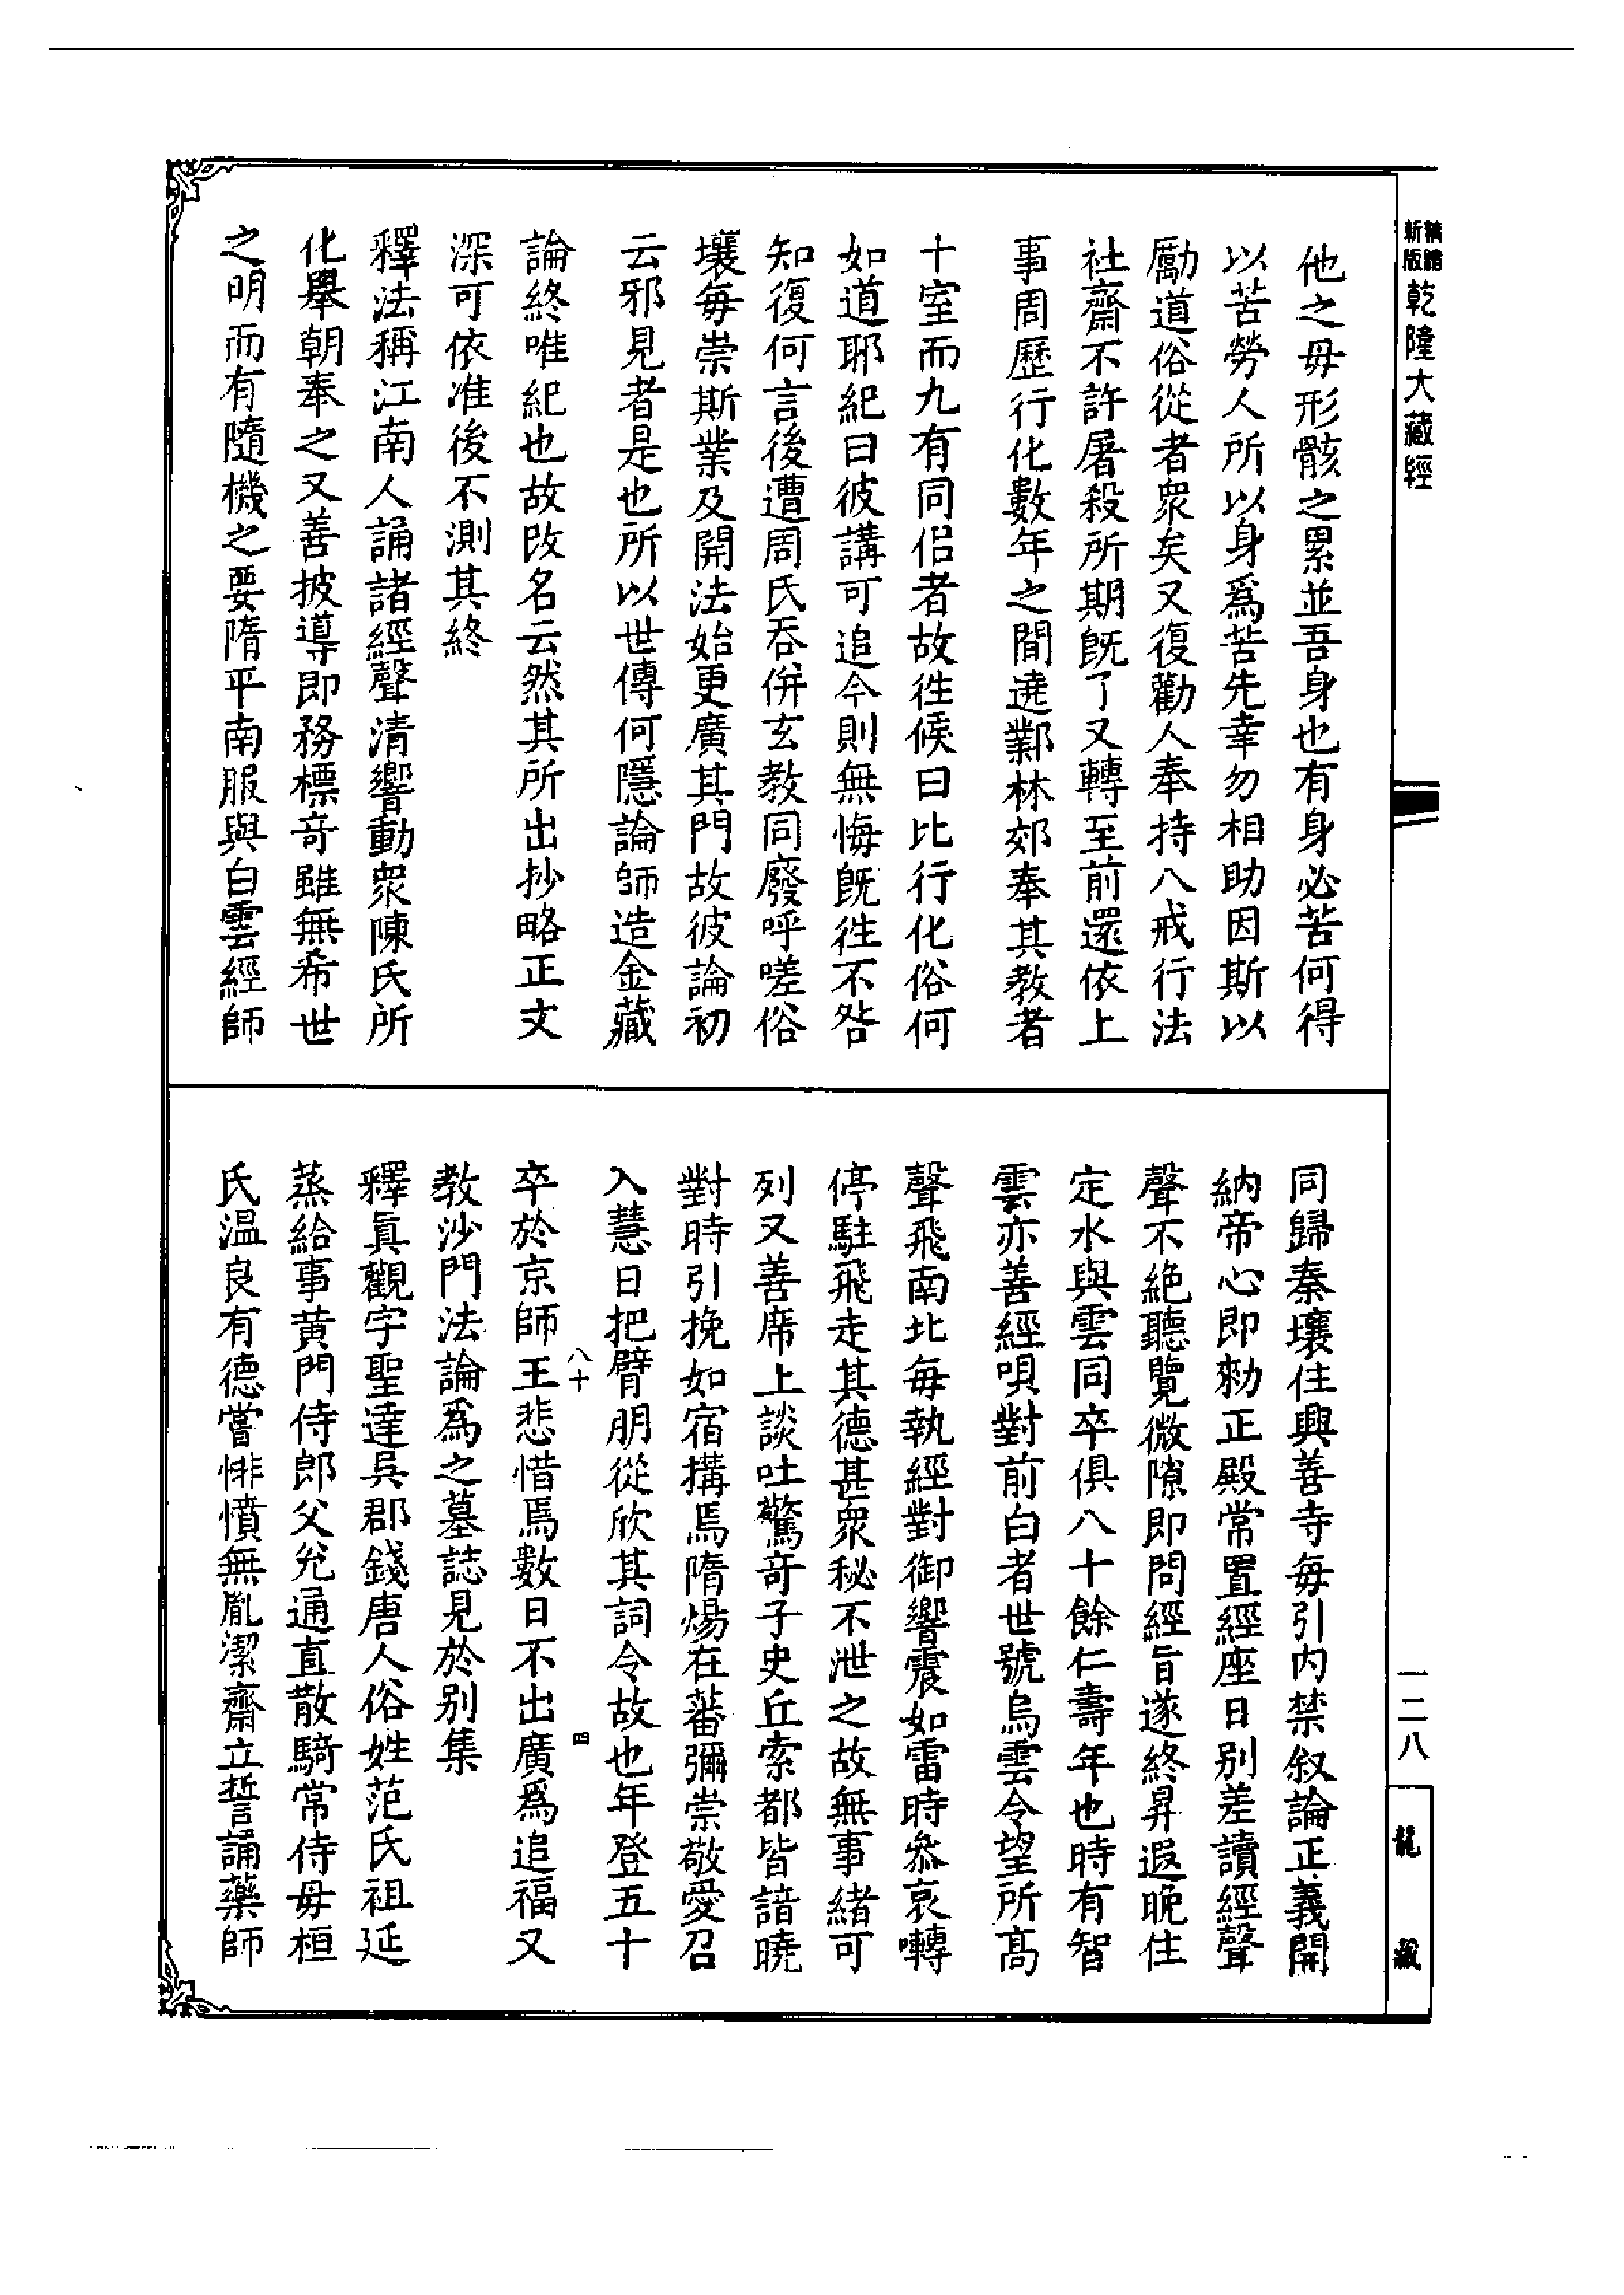 精譜新版乾隆大藏經
他之毋形骸之累並吾身也有身必苦何得
以苦勞人所以身爲苦先幸勿相助因斯以
勵道俗從者衆矣又復勸人奉持八戒行法
社齋不許屠殺所期旣了又轉至前還依上
事周歷行化數年之間遶鄴林郊奉其教者
十室而九有同侣者故徃候曰比行化俗何
如道耶紀曰彼講可追今則無悔旣徃不咎
知復何言後遭周氏吞併玄教同廢呼嗟俗
壤毎崇斯業及開法始更廣其門故彼論初
云邪見者是也所以世傳何隱論師造金藏
論終唯紀也故改名云然其所出抄略正文
深可依准後不測其終
釋法稱江南人誦諸經聲清響動衆陳氏所
化舉朝奉之又善披導即務標竒雖無希世
之明而有隨機之要隋平南服與白雲經師
同歸秦壤住興善寺毎引内禁叙論正義開
納帝心即勑正殿常置經座日别差讀經聲
聲不絶聽覽微隙即問經旨遂終昇遐晚住
定水與雲同卒俱八十餘仁壽年也時有智
雲亦善經唄對前白者世號烏雲令望所高
聲飛南北毎執經對御響震如雷時參哀囀
停駐飛走其德甚衆秘不泄之故無事緒可
列又善席上談吐驚竒子史丘索都皆諳曉
對時引挽如宿搆焉隋煬在蕃彌崇敬愛召
入慧日把臂朋從欣其詞令故也年登五十
八十
四
卒於京師王悲惜焉數日不出廣爲追福又
教沙門法論爲之墓誌見於别集
釋眞觀字聖達吳郡錢唐人俗姓范氏祖延
蒸給事黄門侍郎父兊通直散騎常侍毋桓
氏温良有德嘗悱憤無胤潔齋立誓誦藥師
一二八
龍藏